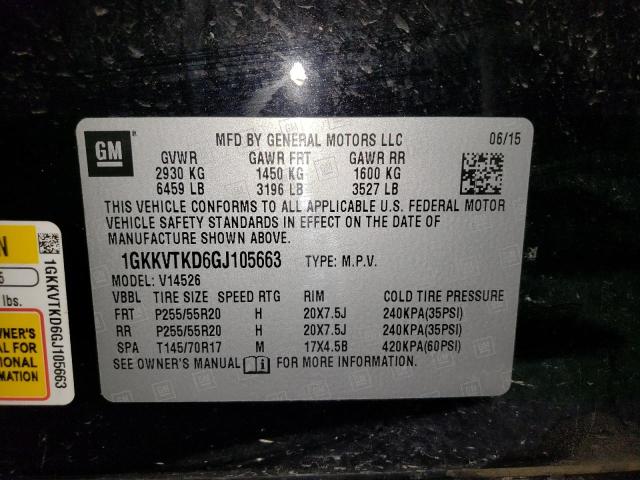 GM
MFD BY GENERAL MOTORS LLC 06/15
GVWR GAWR FRT GAWR RR
2930 KG 1450 KG 1600 KG
6459 LB 3196 LB 3527 LB
THIS VEHICLE CONFORMS TO ALL APPLICABLE U.S. FEDERAL MOTOR
VEHICLE SAFETY STANDARDS IN EFFECT ON THE DATE OF
MANUFACTURE SHOWN ABOVE.
1GKKVTKD6GJ105663 TYPE: M.P.V.
MODEL: V14526
VBBL TIRE SIZE SPEED RTG RIM COLD TIRE PRESSURE
FRT P255/55R20 H 20X7.5J 240KPA(35PSI)
RR P255/55R20 H 20X7.5J 240KPA(35PSI)
SPA T145/70R17 M 17X4.5B 420KPA(60PSI)
SEE OWNER'S MANUAL FOR MORE INFORMATION.
N
5
lbs.
WNER'S
FOR
IONAL
MATION
1GKKVTKD6GJ105663